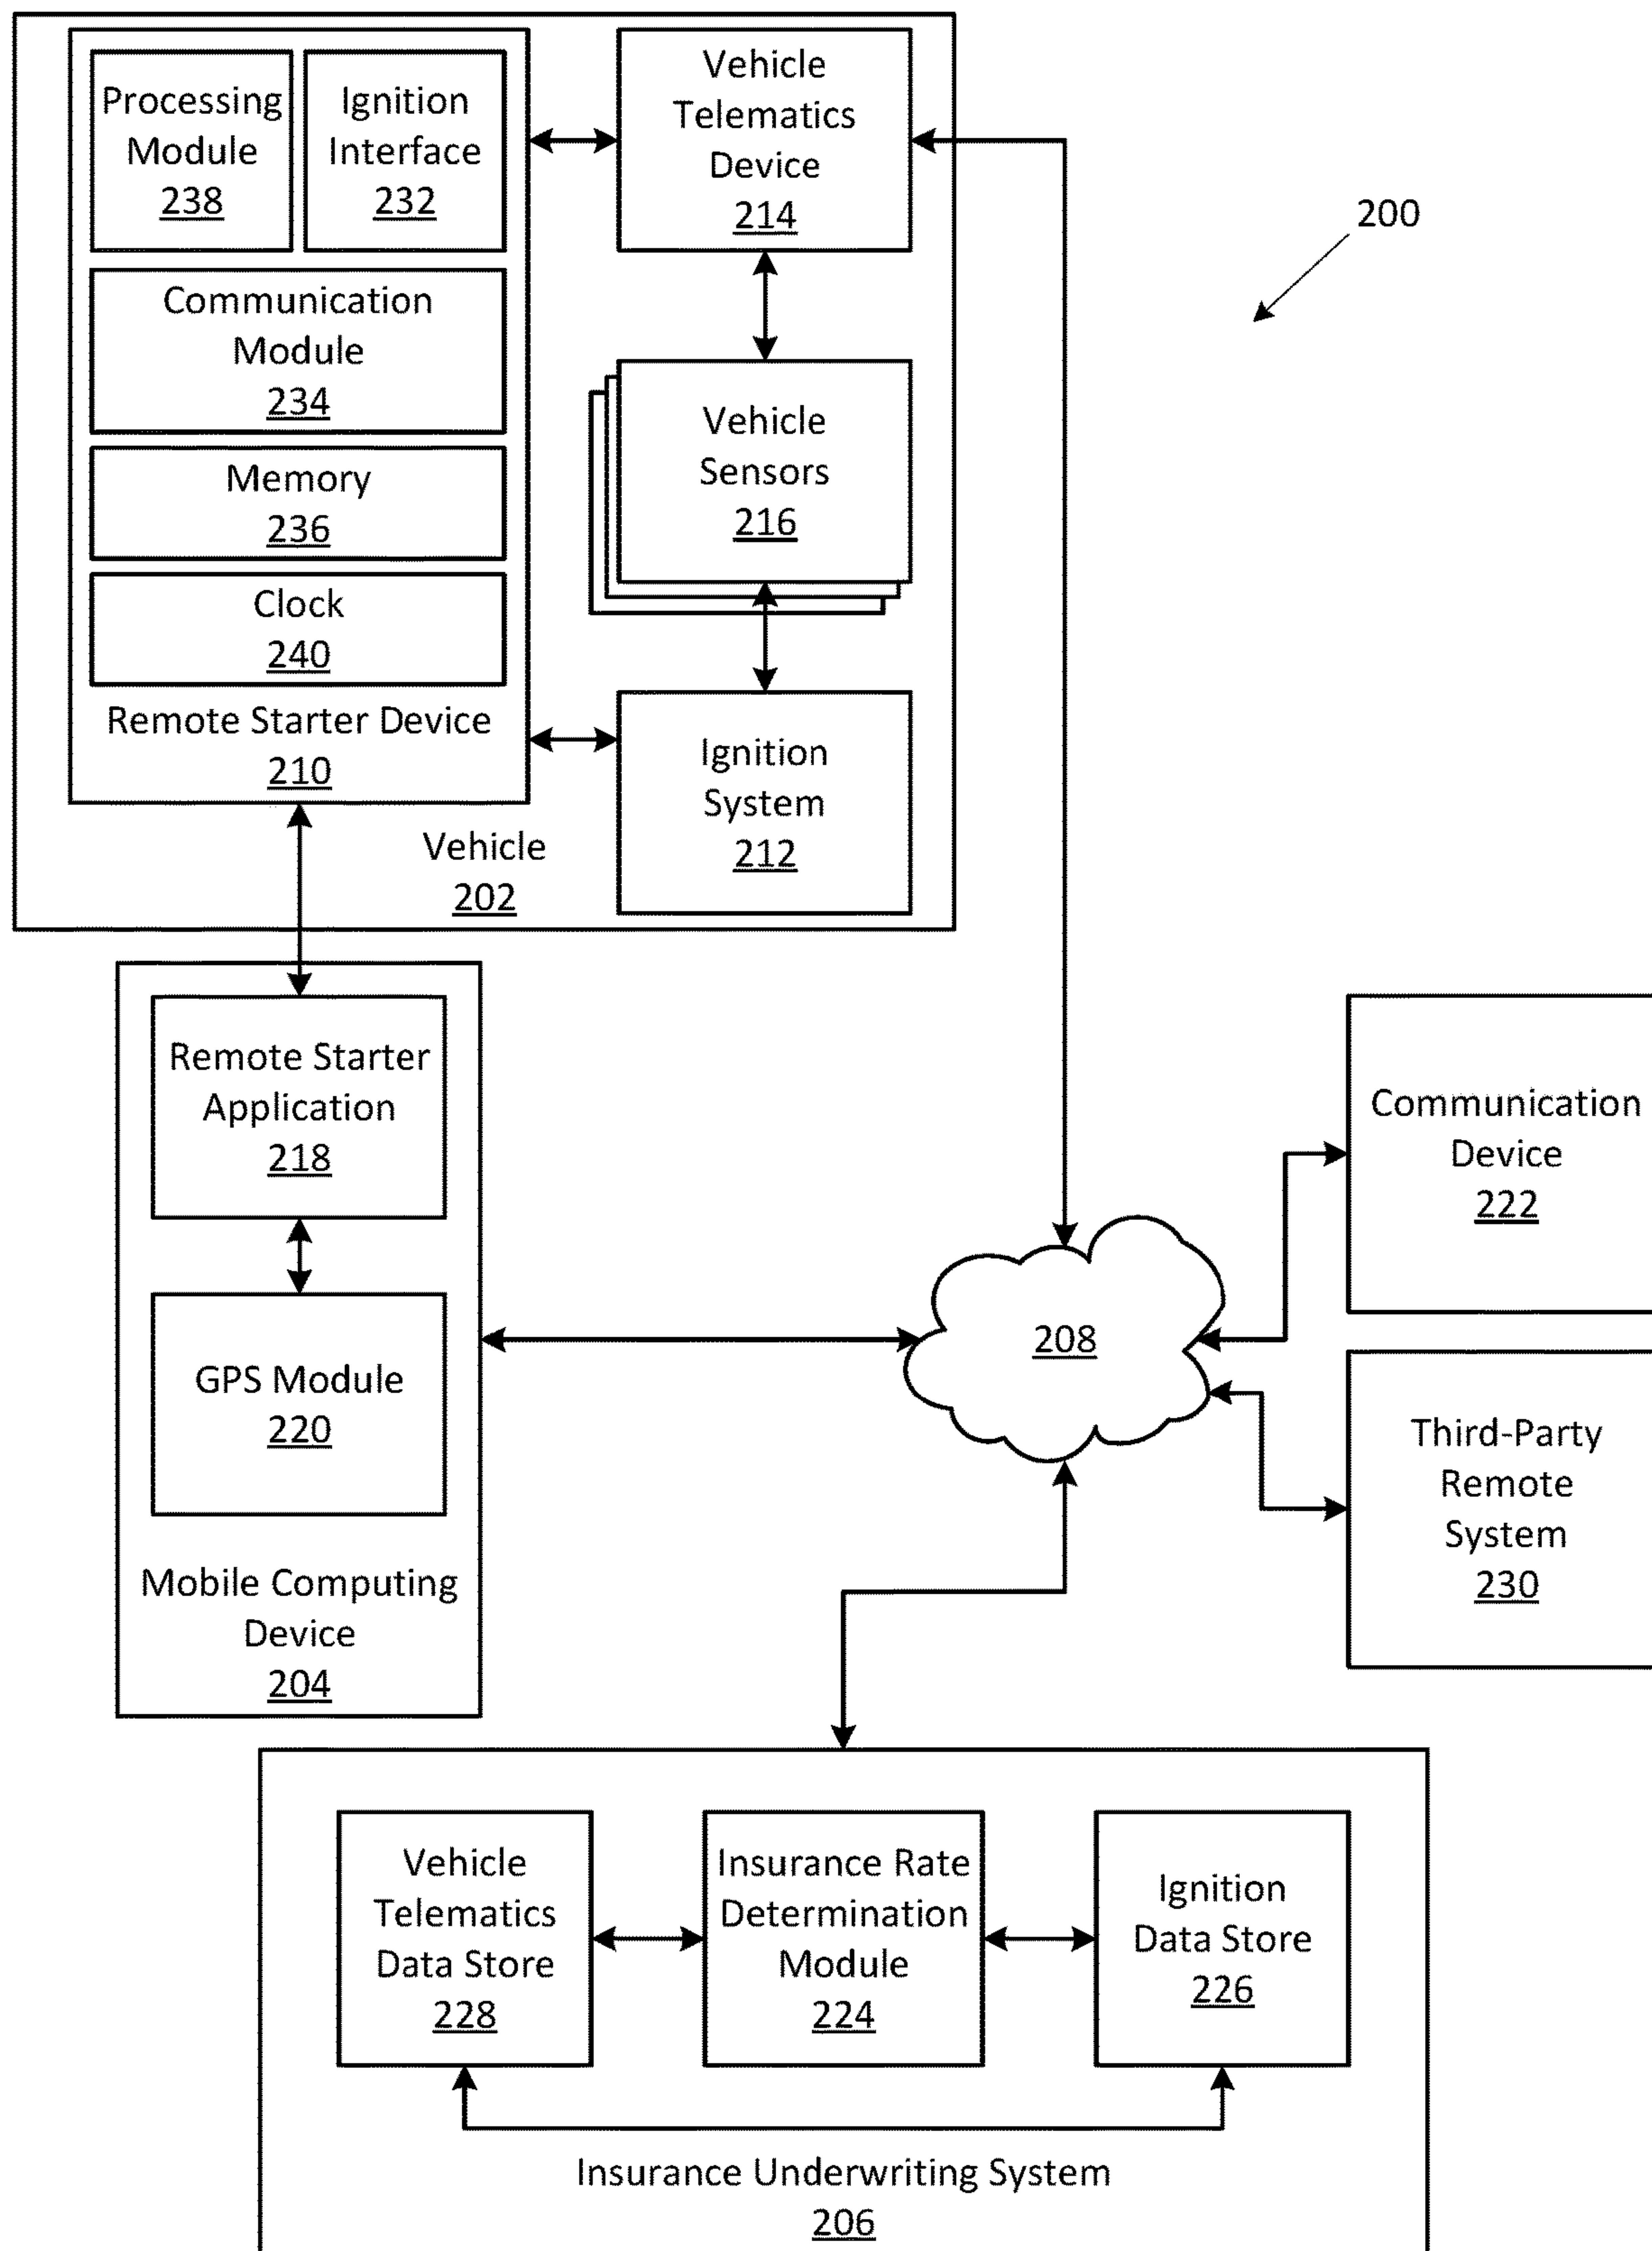 Processing
Module
238
Ignition
Interface
232
Communication
Module
234
Memory
236
Clock
240
Remote Starter Device
210
Vehicle
Telematics
Device
214
Vehicle
Sensors
216
Ignition
System
212
Vehicle
202
200
Remote Starter
Application
218
GPS Module
220
Mobile Computing
Device
204
208
Communication
Device
222
Third-Party
Remote
System
230
Vehicle
Telematics
Data Store
228
Insurance Rate
Determination
Module
224
Ignition
Data Store
226
Insurance Underwriting System
206